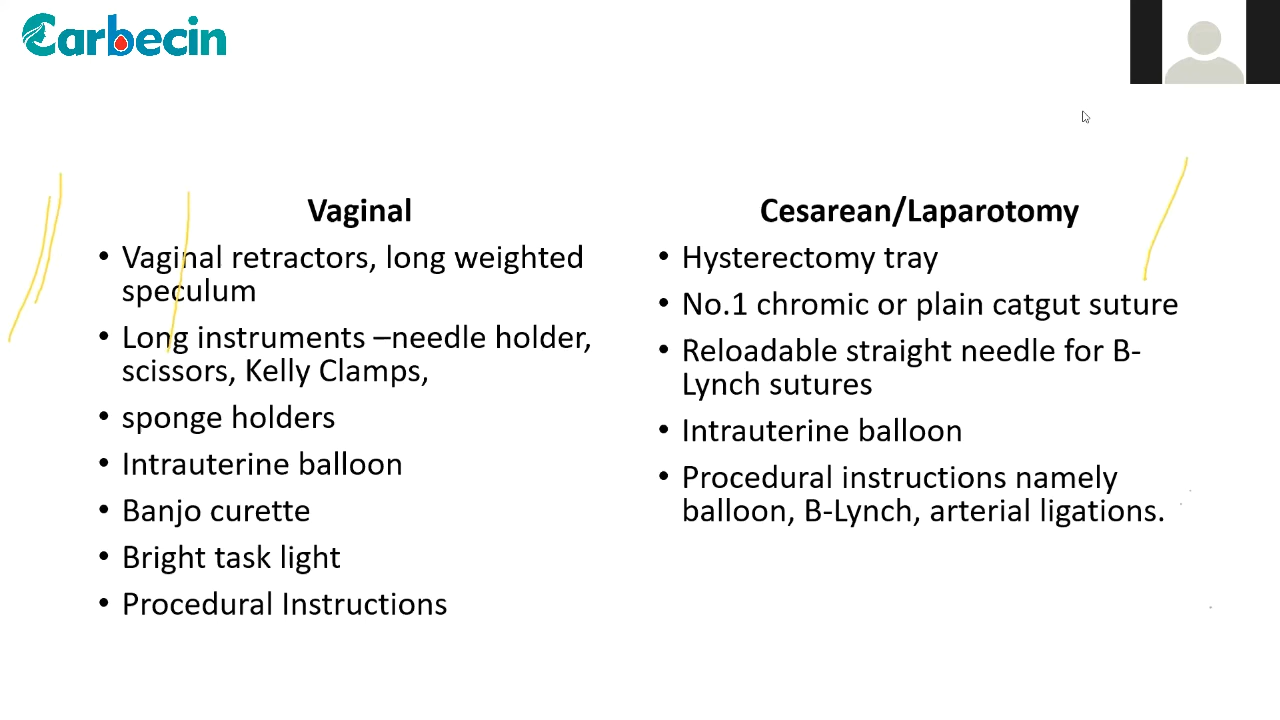 Carbecin
Vaginal
• Vaginal retractors, long weighted
speculum
• Long instruments –needle holder,
scissors, Kelly Clamps,
• sponge holders
• Intrauterine balloon
• Banjo curette
• Bright task light
• Procedural Instructions
Cesarean/Laparotomy
• Hysterectomy tray
• No.1 chromic or plain catgut suture
• Reloadable straight needle for B-
Lynch sutures
• Intrauterine balloon
• Procedural instructions namely
balloon, B-Lynch, arterial ligations.